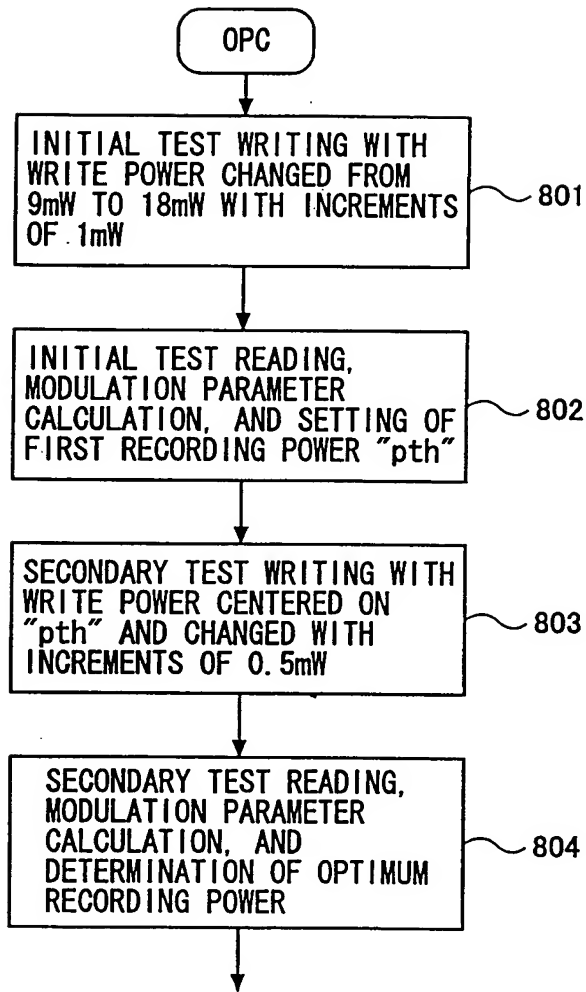 OPC
INITIAL TEST WRITING WITH
WRITE POWER CHANGED FROM
9mW TO 18mW WITH INCREMENTS
OF 1mW
801
INITIAL TEST READING,
MODULATION PARAMETER
CALCULATION, AND SETTING OF
FIRST RECORDING POWER "pth"
802
SECONDARY TEST WRITING WITH
WRITE POWER CENTERED ON
"pth" AND CHANGED WITH
INCREMENTS OF 0.5mW
803
SECONDARY TEST READING,
MODULATION PARAMETER
CALCULATION, AND
DETERMINATION OF OPTIMUM
RECORDING POWER
804